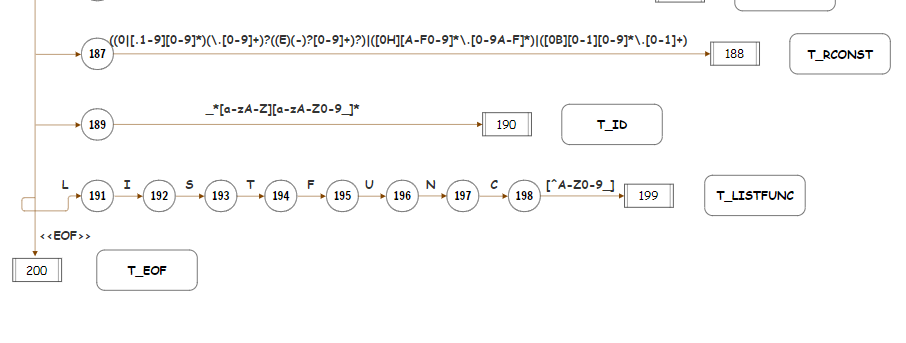 ((0|[.1-9][0-9]*)(\.[0-9]+)?((E)(-)?[0-9]+)?)|([0H][A-F0-9]*\.[0-9A-F]*)|([0B][0-1][0-9]*\.[0-1]+)
187 188 T_RCONST
_*[a-zA-Z][a-zA-Z0-9_]*
189 190 T_ID
L I S T F U N C [^A-Z0-9_]
191 192 193 194 195 196 197 198 199 T_LISTFUNC
<<EOF>>
200 T_EOF